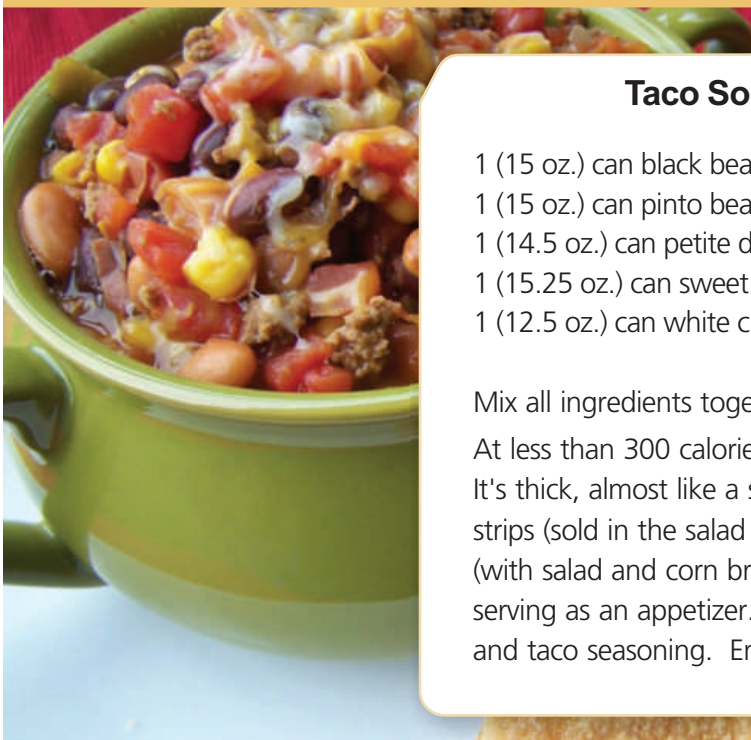 Taco So
1 (15 oz.) can black bea
1 (15 oz.) can pinto bea
1 (14.5 oz.) can petite d
1 (15.25 oz.) can sweet
1 (12.5 oz.) can white c
Mix all ingredients toge
At less than 300 calorie
It's thick, almost like a s
strips (sold in the salad
(with salad and corn br
serving as an appetizer.
and taco seasoning. En